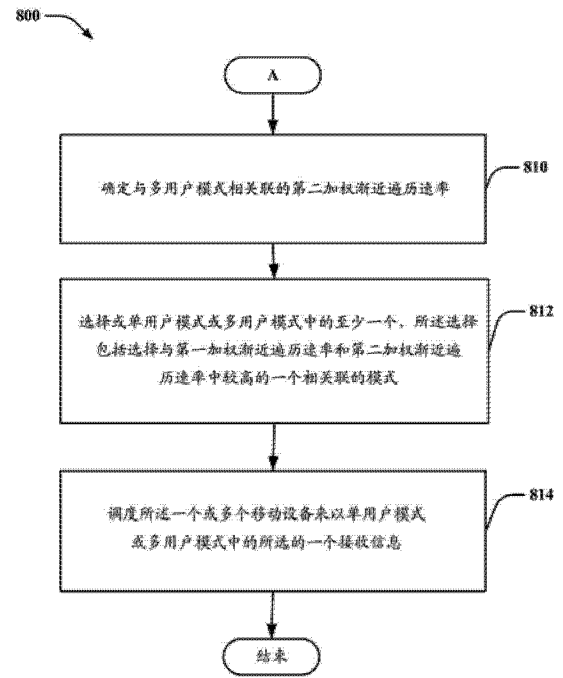 800
A
确定与多用户模式相关联的第二加权渐近遍历速率
810
选择或单用户模式或多用户模式中的至少一个，所述选择
包括选择与第一加权渐近遍历速率和第二加权渐近遍
历速率中较高的一个相关联的模式
812
调度所述一个或多个移动设备来以单用户模式
或多用户模式中的所选的一个接收信息
814
结束